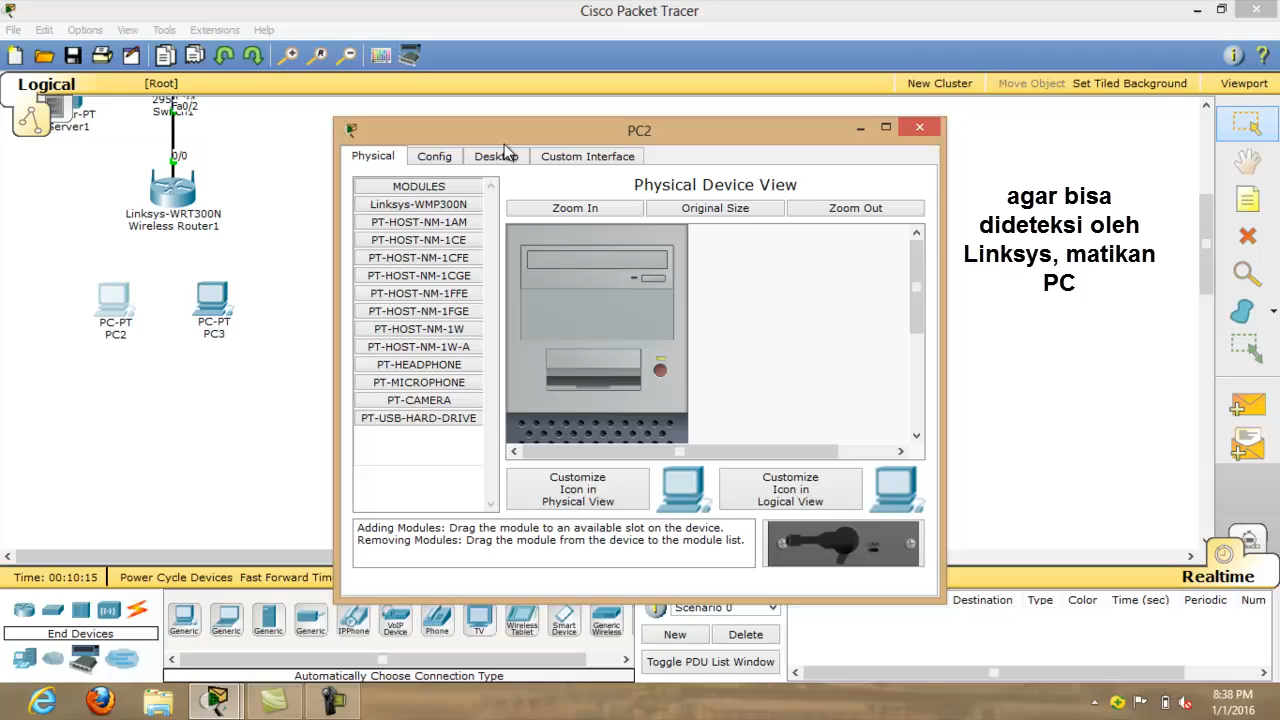 Cisco Packet Tracer
File Edit Options View Tools Extensions Help
Logical [Root] New Cluster Move Object Set Tiled Background Viewport
Fa0/2
Server1
0/0
Linksys-WRT300N
Wireless Router1
PC-PT
PC2
PC-PT
PC3
PC2
Physical Config Desktop Custom Interface
MODULES
Linksys-WMP300N
PT-HOST-NM-1AM
PT-HOST-NM-1CE
PT-HOST-NM-1CFE
PT-HOST-NM-1CGE
PT-HOST-NM-1FFE
PT-HOST-NM-1FGE
PT-HOST-NM-1W
PT-HOST-NM-1W-A
PT-HEADPHONE
PT-MICROPHONE
PT-CAMERA
PT-USB-HARD-DRIVE
Physical Device View
Zoom In Original Size Zoom Out
Customize
Icon in
Physical View
Customize
Icon in
Logical View
Adding Modules: Drag the module to an available slot on the device.
Removing Modules: Drag the module from the device to the module list.
agar bisa
dideteksi oleh
Linksys, matikan
PC
Time: 00:10:15 Power Cycle Devices Fast Forward Tim
Realtime
End Devices
Generic Generic Generic Generic IPPhone VoIP Device Phone TV Wireless Tablet Smart Device Generic Wireless
Automatically Choose Connection Type
Scenario 0
New Delete
Toggle PDU List Window
Destination Type Color Time (sec) Periodic Num
8:38 PM
1/1/2016